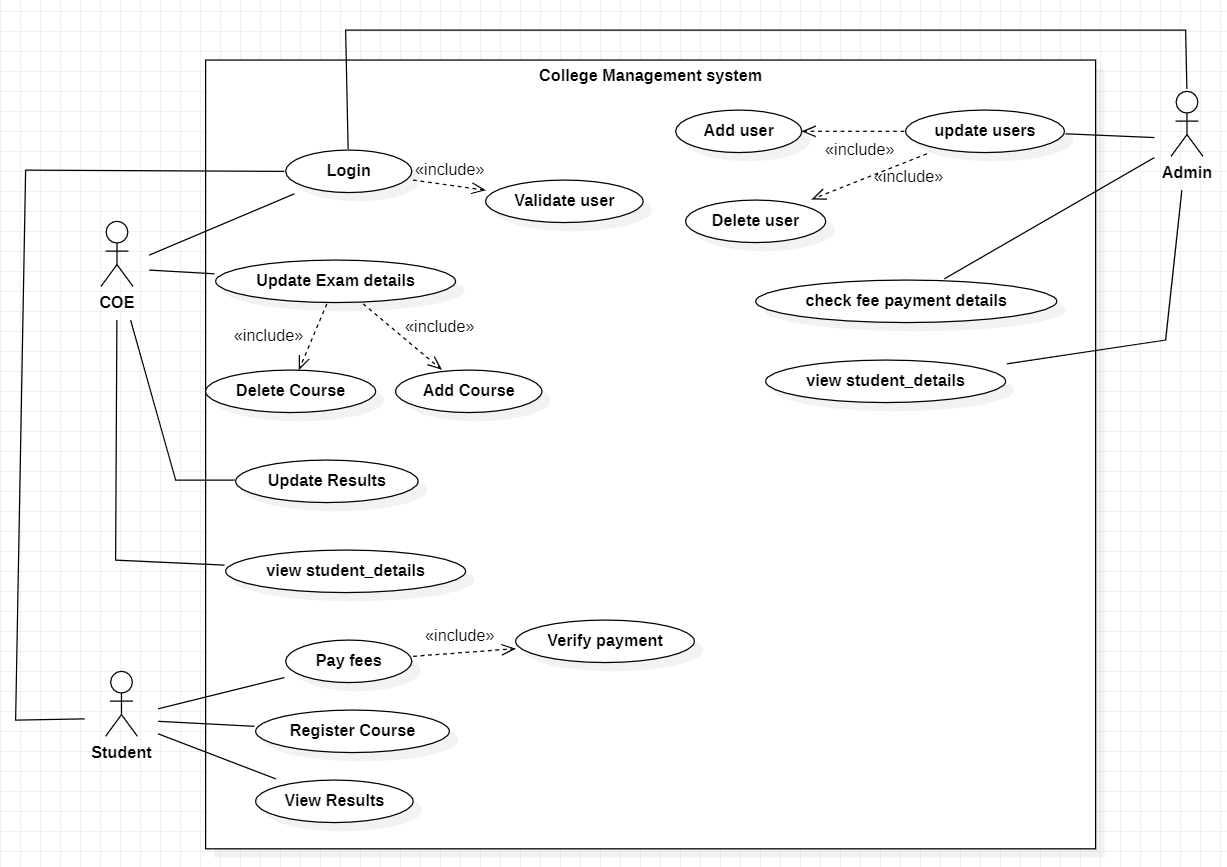 College Management system
Add user
update users
«include»
Login
«include»
«include»
Admin
Validate user
Delete user
COE
Update Exam details
check fee payment details
«include»
«include»
Delete Course
Add Course
view student_details
Update Results
view student_details
«include»
Verify payment
Pay fees
Register Course
Student
View Results